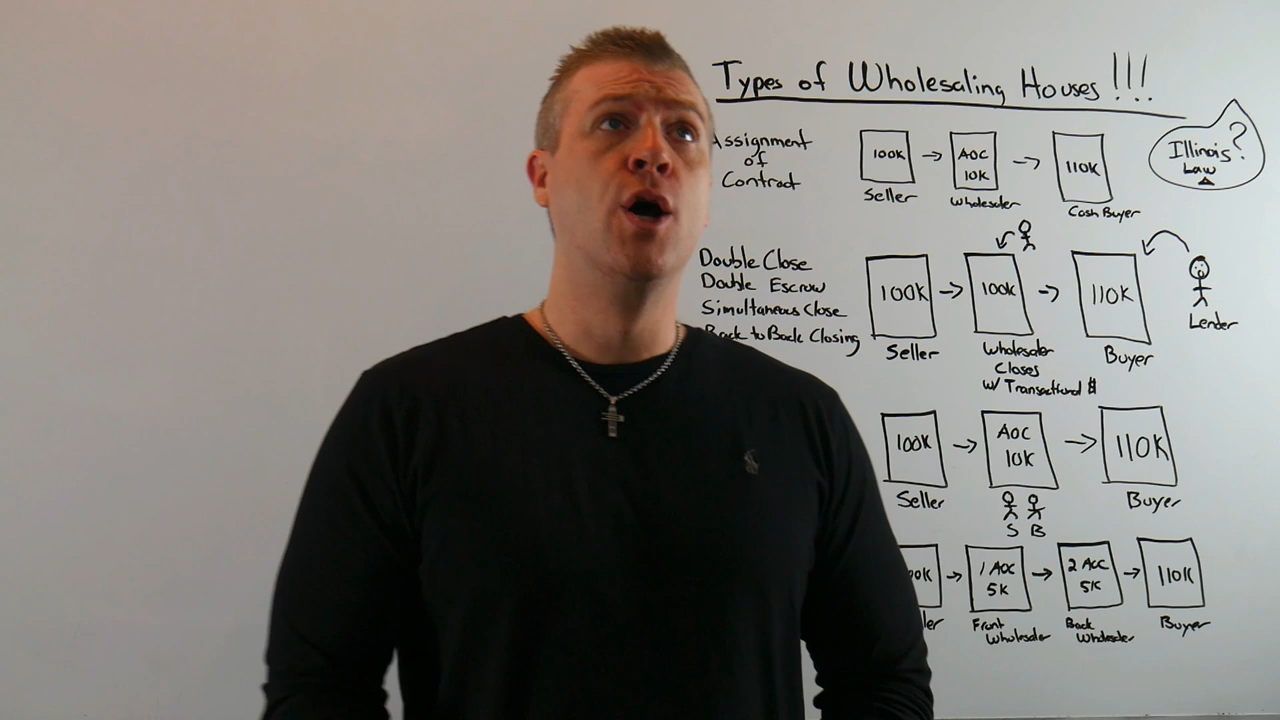 Types of Wholesaling Houses!!!
Assignment
of
Contract
100K
Seller
AOC
10K
Wholesaler
110K
Cash Buyer
Illinois?
Law
Double Close
Double Escrow
Simultaneous Close
Back to Back Closing
100K
Seller
100K
Wholesaler
Closes
w/ Transactional $
110K
Buyer
Lender
100K
Seller
AOC
10K
S B
110K
Buyer
1 AOC
5K
Front
Wholesaler
2 AOC
5K
Back
Wholesaler
110K
Buyer